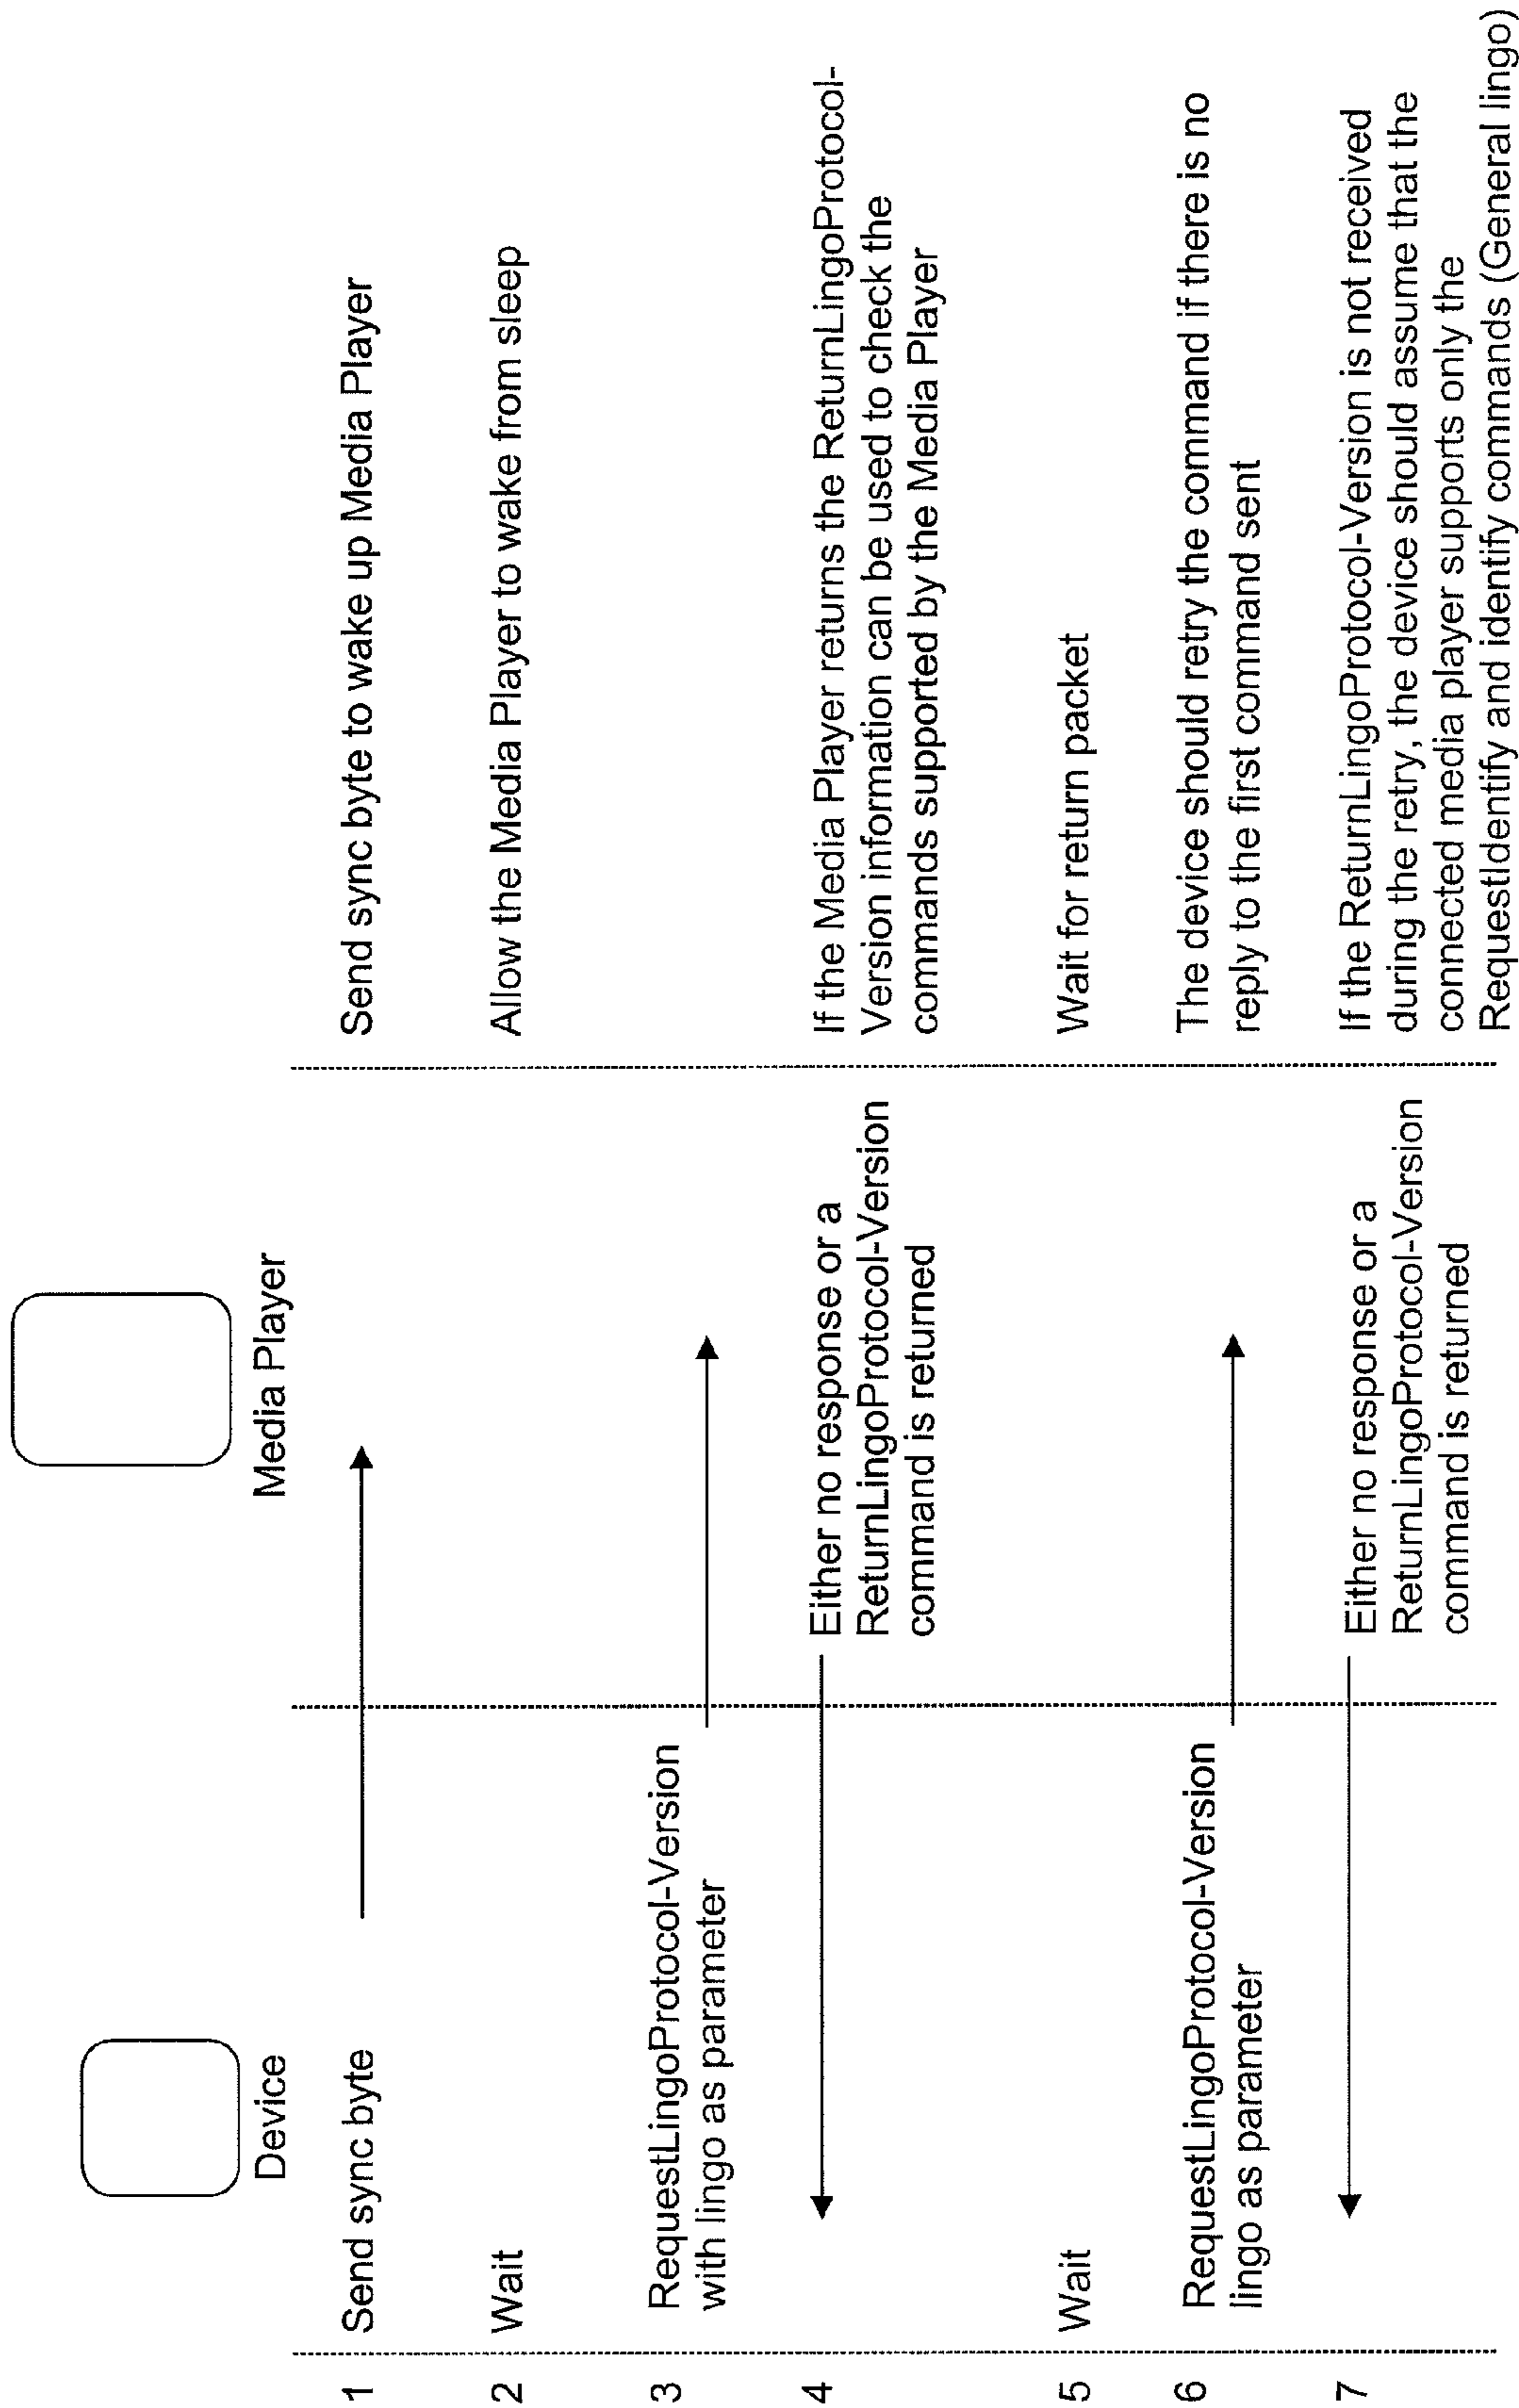 Device
Media Player
1
Send sync byte
Send sync byte to wake up Media Player
2
Wait
Allow the Media Player to wake from sleep
3
RequestLingoProtocol-Version
with lingo as parameter
4
Either no response or a
ReturnLingoProtocol-Version
command is returned
If the Media Player returns the ReturnLingoProtocol-
Version information can be used to check the
commands supported by the Media Player
5
Wait
Wait for return packet
6
RequestLingoProtocol-Version
lingo as parameter
The device should retry the command if there is no
reply to the first command sent
7
Either no response or a
ReturnLingoProtocol-Version
command is returned
If the ReturnLingoProtocol-Version is not received
during the retry, the device should assume that the
connected media player supports only the
RequestIdentify and identify commands (General lingo)